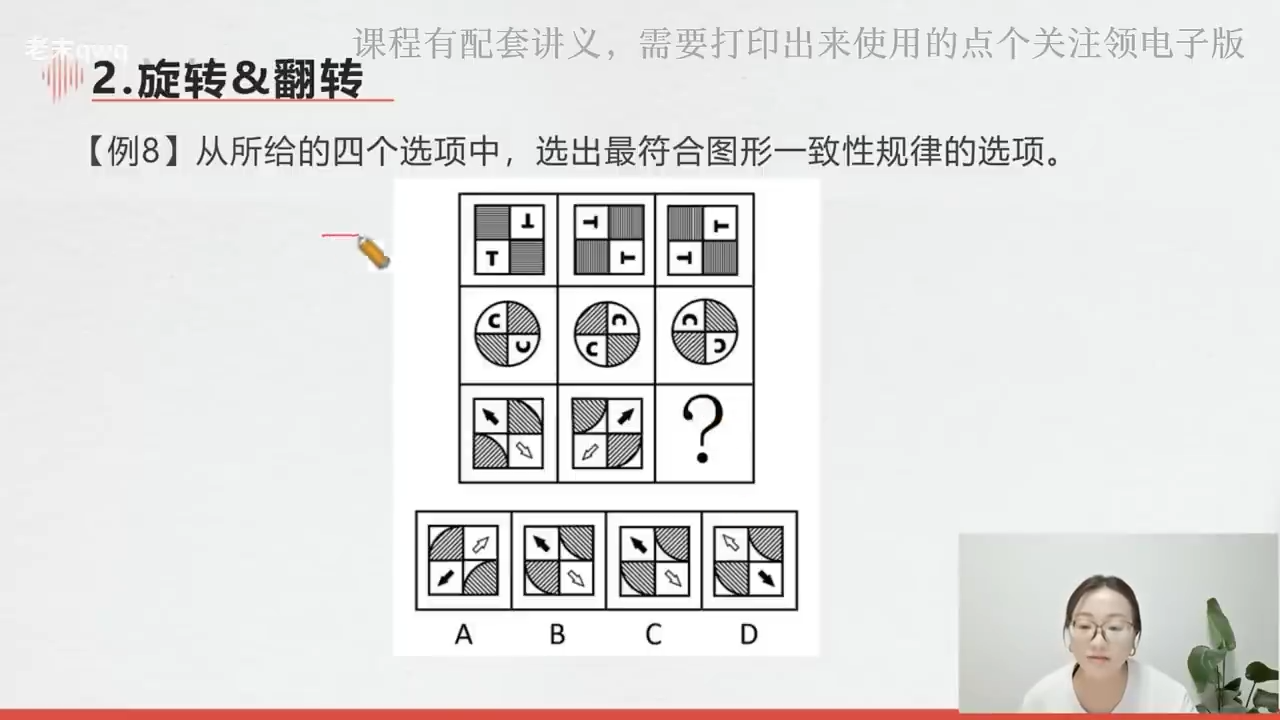 老末qwq
课程有配套讲义，需要打印出来使用的点个关注领电子版
2.旋转&翻转
【例8】从所给的四个选项中，选出最符合图形一致性规律的选项。
?
A B C D